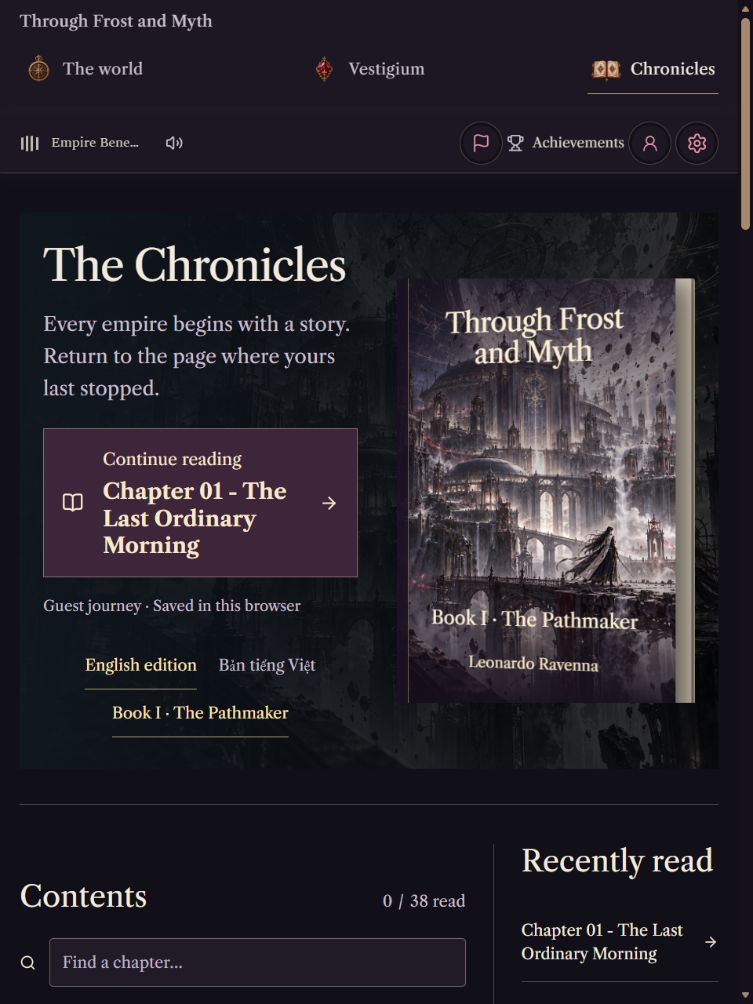 Through Frost and Myth
The world
Vestigium
Chronicles
Empire Bene...
Achievements
The Chronicles
Every empire begins with a story.
Return to the page where yours
last stopped.
Continue reading
Chapter 01 - The
Last Ordinary
Morning
Guest journey · Saved in this browser
English edition
Bản tiếng Việt
Book I · The Pathmaker
Through Frost
and Myth
Book I · The Pathmaker
Leonardo Ravenna
Contents
0 / 38 read
Find a chapter...
Recently read
Chapter 01 - The Last
Ordinary Morning